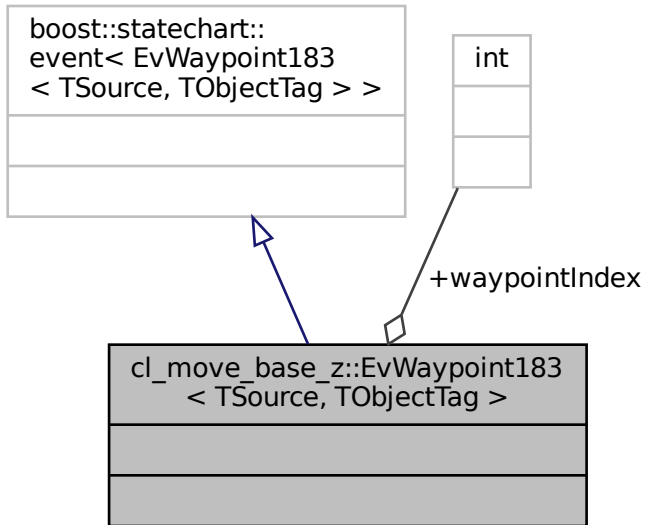 boost::statechart::
event< EvWaypoint183
< TSource, TObjectTag > >
int
+waypointIndex
cl_move_base_z::EvWaypoint183
< TSource, TObjectTag >